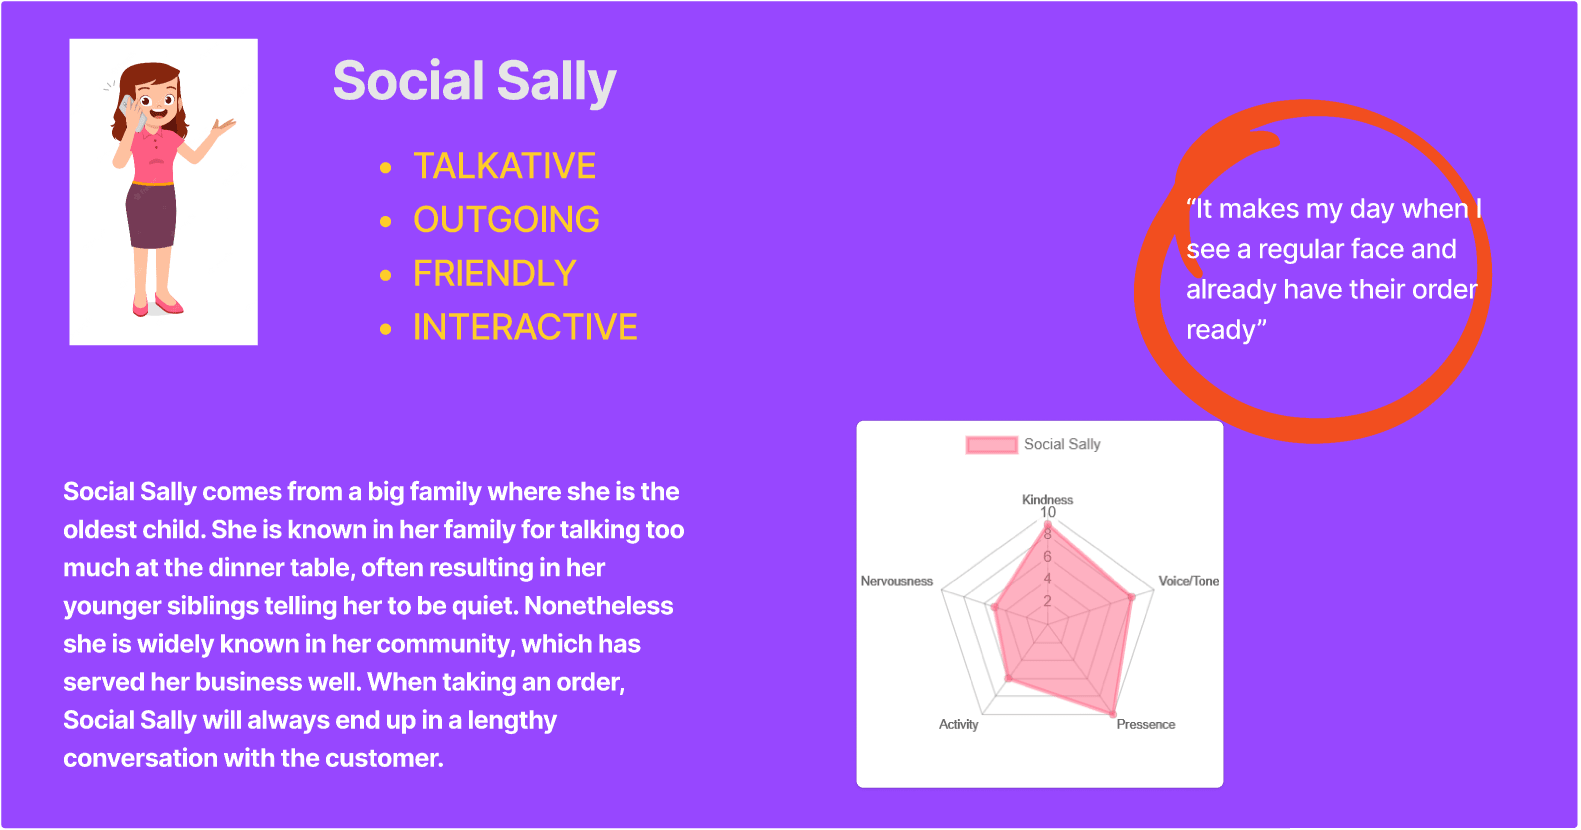 Social Sally
TALKATIVE
OUTGOING
FRIENDLY
INTERACTIVE
“It makes my day when I
see a regular face and
already have their order
ready”
Social Sally comes from a big family where she is the
oldest child. She is known in her family for talking too
much at the dinner table, often resulting in her
younger siblings telling her to be quiet. Nonetheless
she is widely known in her community, which has
served her business well. When taking an order,
Social Sally will always end up in a lengthy
conversation with the customer.
Social Sally
Kindness
10
8
6
4
2
Nervousness
Voice/Tone
Activity
Pressence